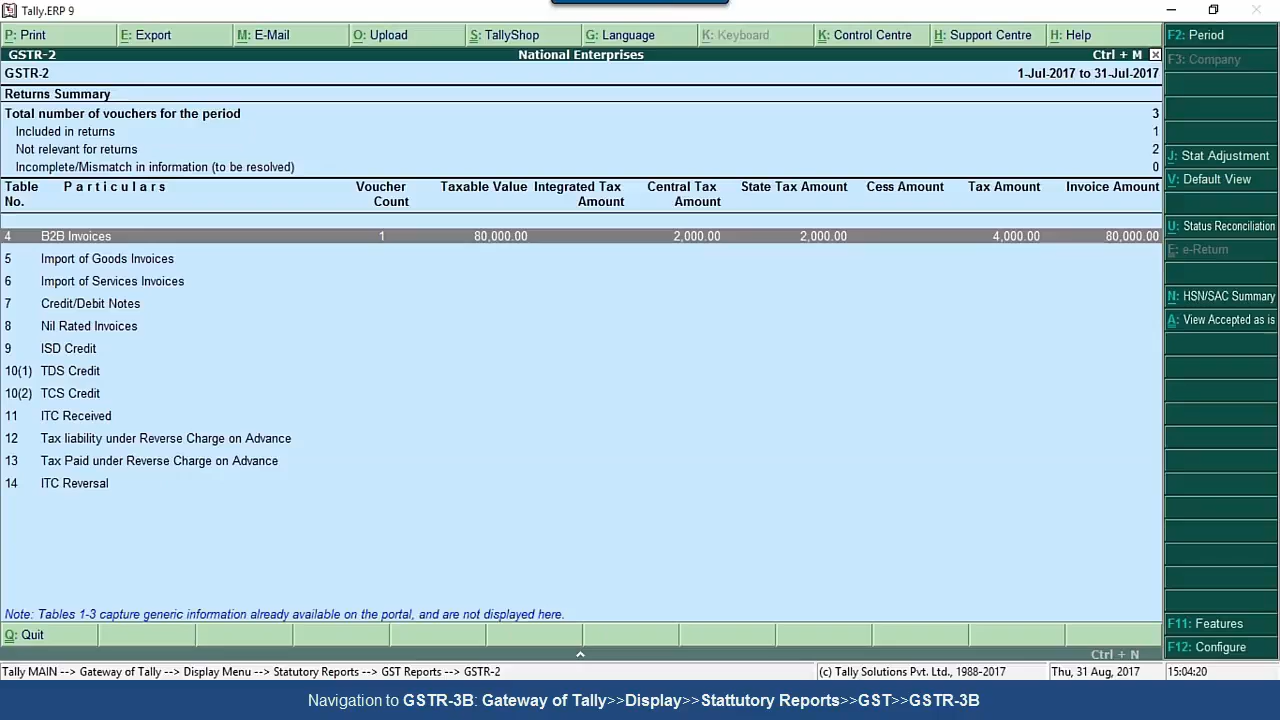 Tally.ERP 9
P: Print E: Export M: E-Mail O: Upload S: TallyShop G: Language K: Keyboard K: Control Centre H: Support Centre H: Help F2: Period
GSTR-2 National Enterprises Ctrl + M F3: Company
GSTR-2 1-Jul-2017 to 31-Jul-2017
Returns Summary
Total number of vouchers for the period 3
Included in returns 1
Not relevant for returns 2
J: Stat Adjustment
Incomplete/Mismatch in information (to be resolved) 0
V: Default View
Table Particulars Voucher Taxable Value Integrated Tax Central Tax State Tax Amount Cess Amount Tax Amount Invoice Amount
No. Count Amount Amount
U: Status Reconciliation
4 B2B Invoices 1 80,000.00 2,000.00 2,000.00 4,000.00 80,000.00
F: e-Return
5 Import of Goods Invoices
6 Import of Services Invoices
N: HSN/SAC Summary
7 Credit/Debit Notes
A: View Accepted as is
8 Nil Rated Invoices
9 ISD Credit
10(1) TDS Credit
10(2) TCS Credit
11 ITC Received
12 Tax liability under Reverse Charge on Advance
13 Tax Paid under Reverse Charge on Advance
14 ITC Reversal
Note: Tables 1-3 capture generic information already available on the portal, and are not displayed here.
F11: Features
Q: Quit
F12: Configure
Ctrl + N
Tally MAIN --> Gateway of Tally --> Display Menu --> Statutory Reports --> GST Reports --> GSTR-2 (c) Tally Solutions Pvt. Ltd., 1988-2017 Thu, 31 Aug, 2017 15:04:20
Navigation to GSTR-3B: Gateway of Tally>>Display>>Stattutory Reports>>GST>>GSTR-3B